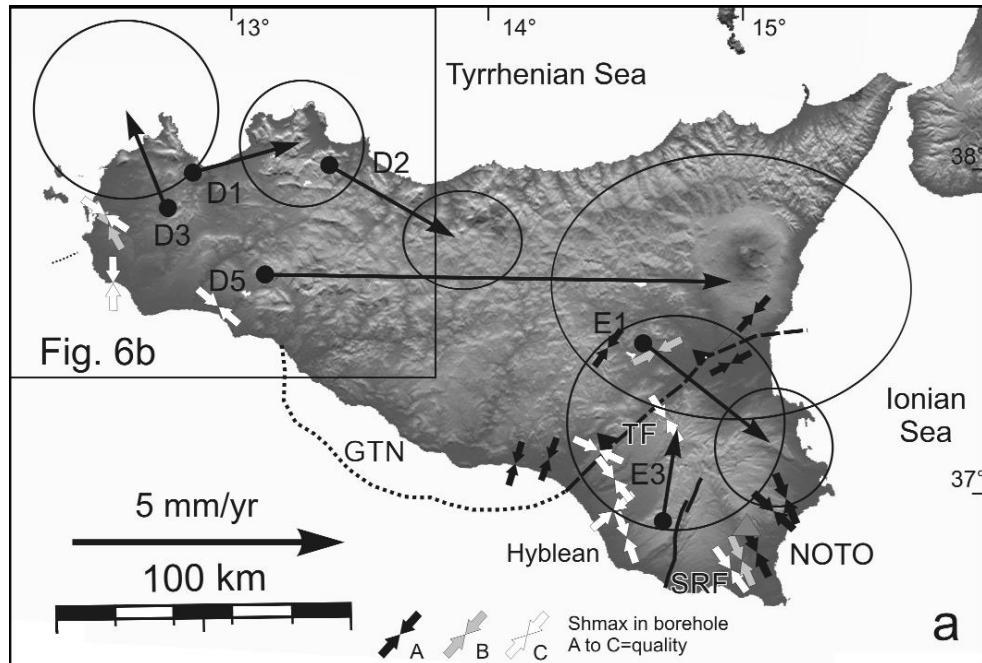 13° 14° 15°
Tyrrhenian Sea
38°
D2
D1
D3
D5
E1
Fig. 6b
Ionian
Sea
TF
GTN
E3
37°
5 mm/yr
Hyblean
NOTO
100 km
SRF
Shmax in borehole
A B C A to C=quality
a